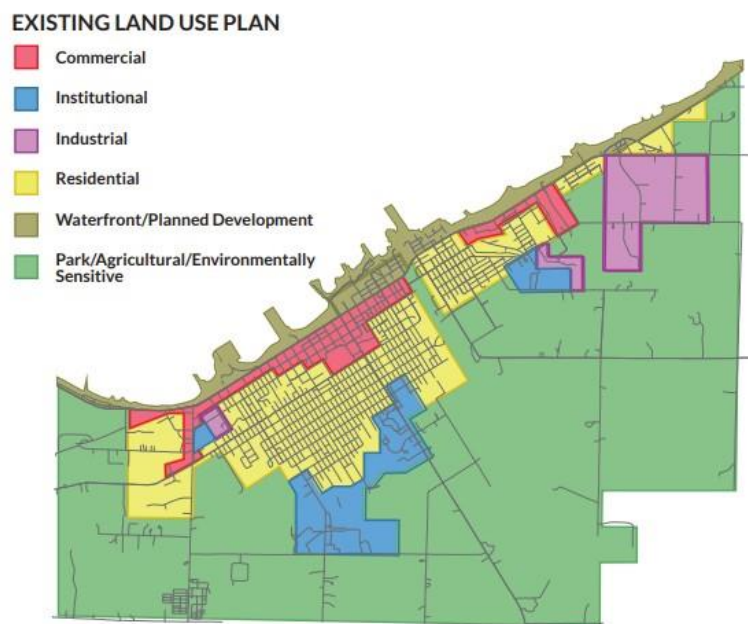 EXISTING LAND USE PLAN
Commercial
Institutional
Industrial
Residential
Waterfront/Planned Development
Park/Agricultural/Environmentally
Sensitive